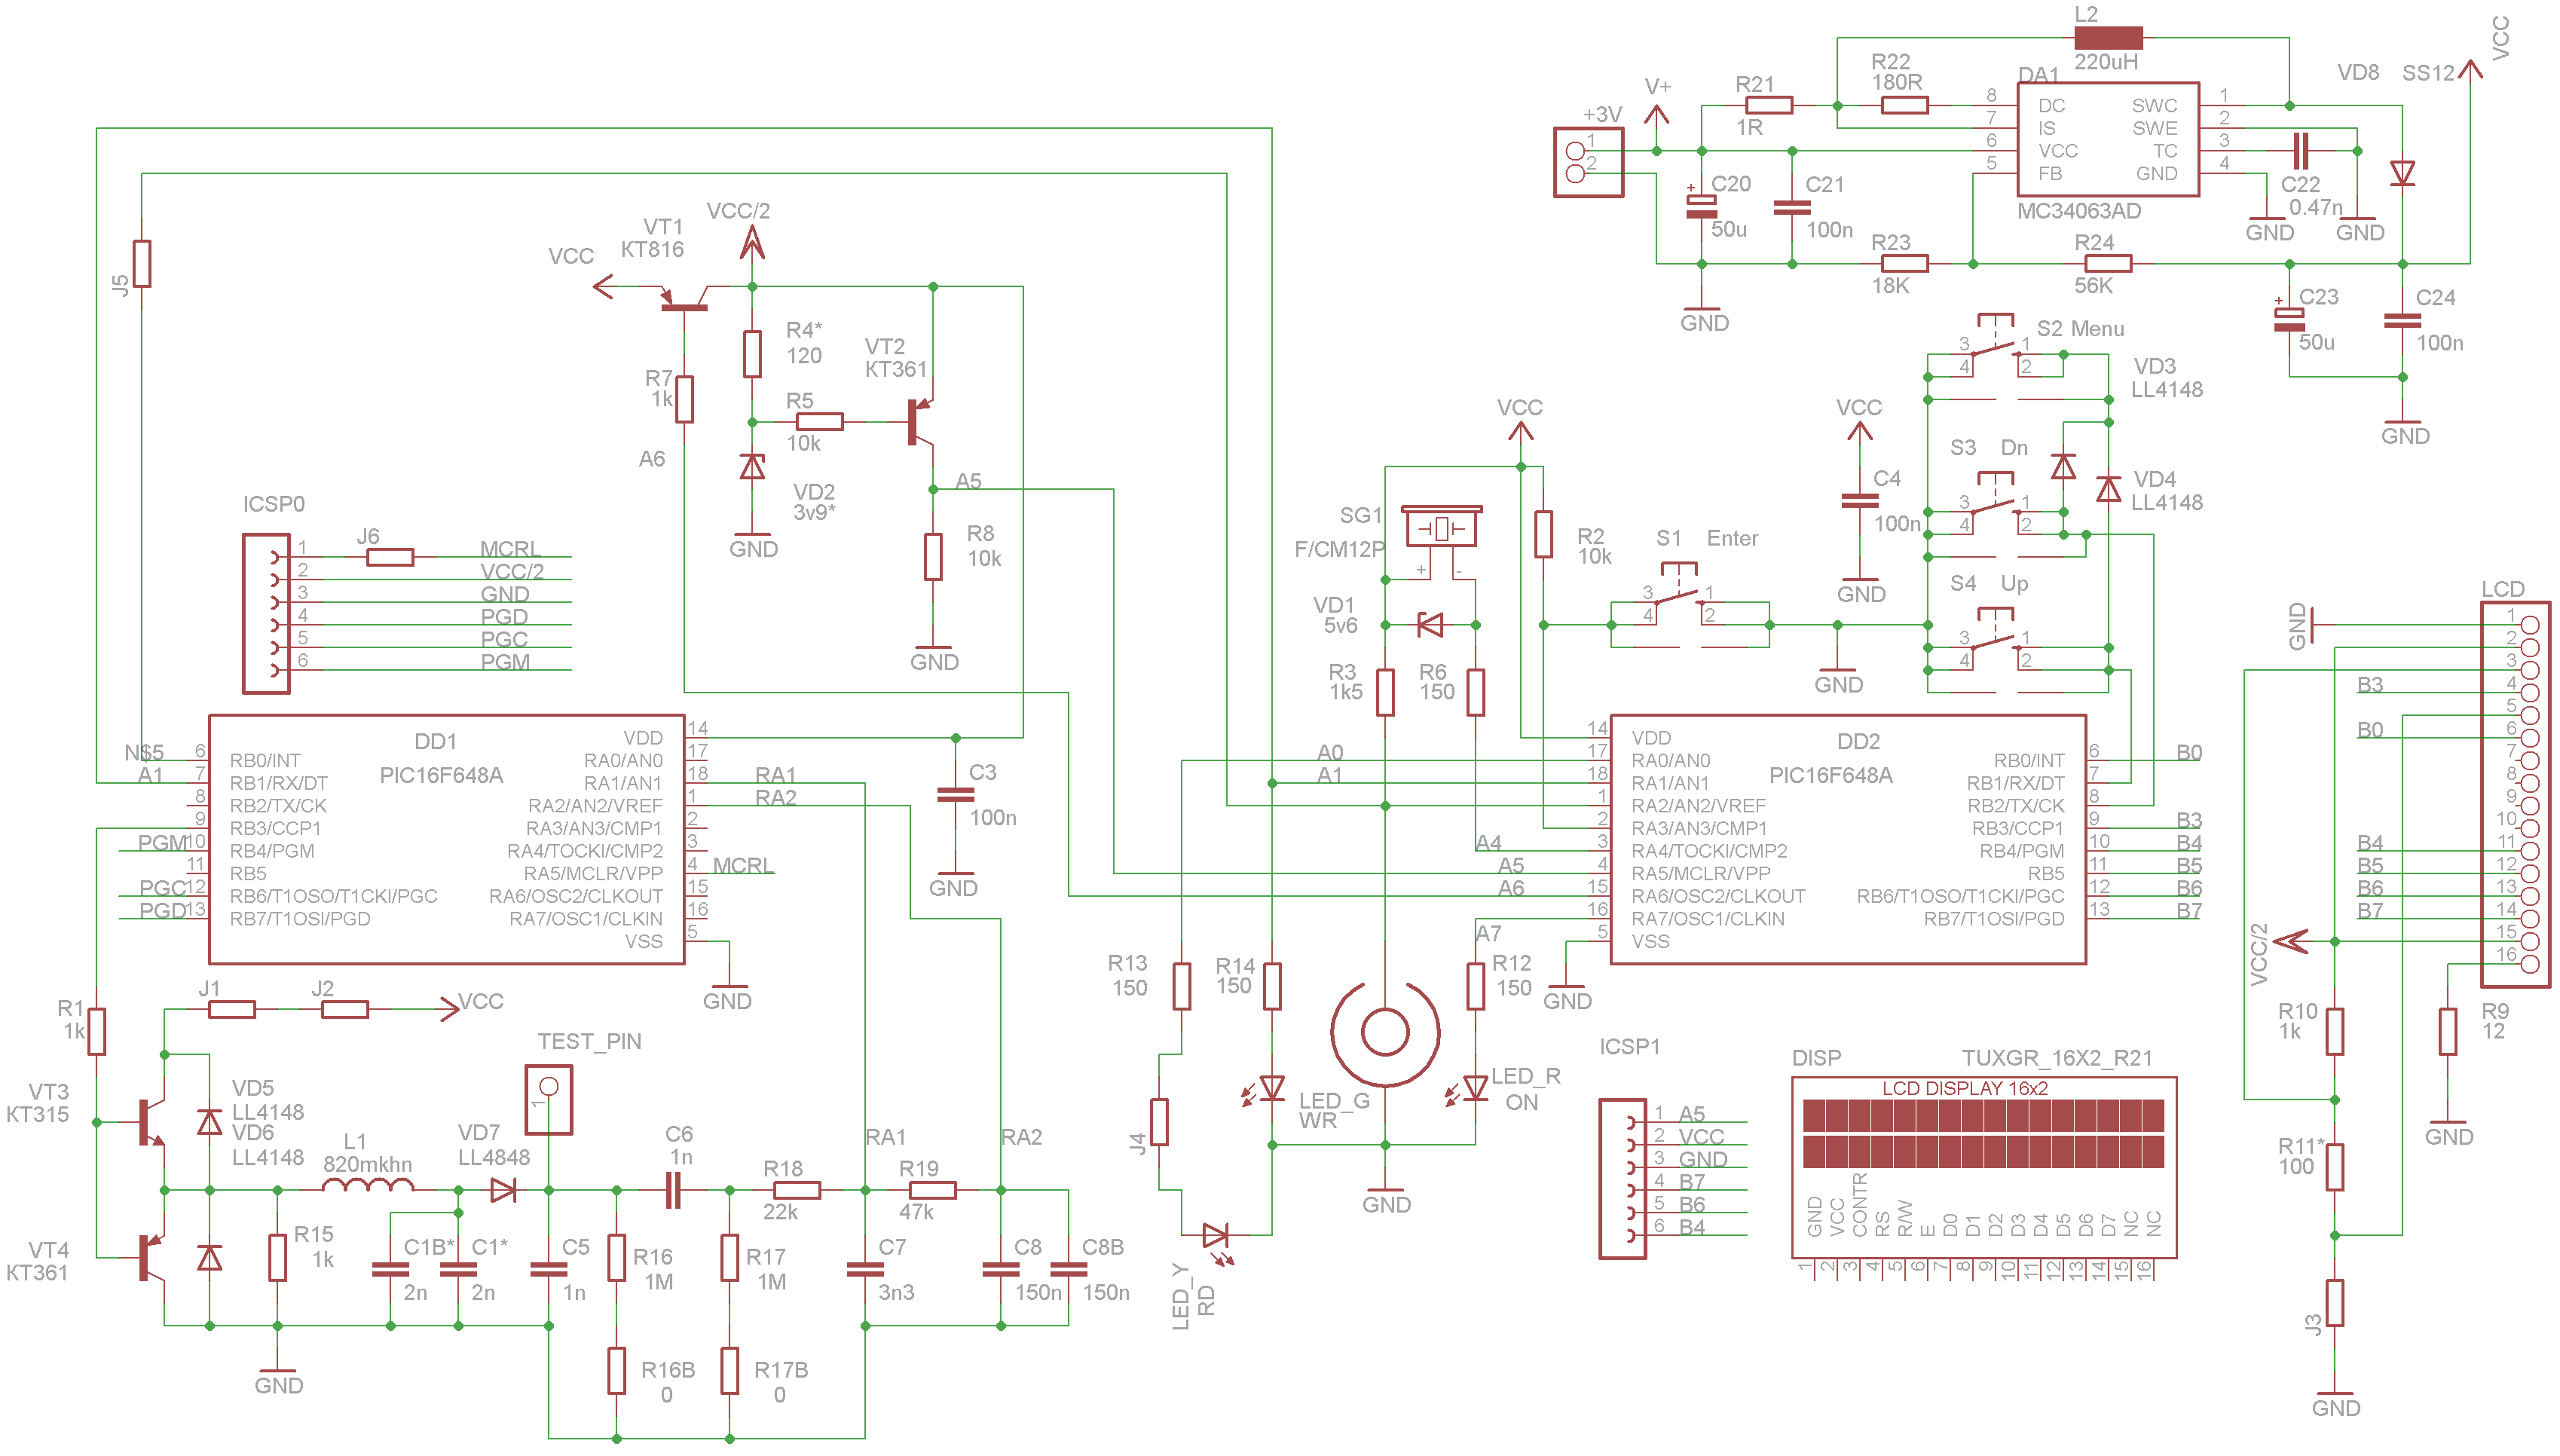 L2
220uH
VCC
VD8 SS12
R22
180R
R21
1R
V+
+3V
1
2
DA1
8 DC SWC 1
7 IS SWE 2
6 VCC TC 3
5 FB GND 4
MC34063AD
C20
+
50u
C21
100n
C22
0.47n
GND
GND
R23
18K
R24
56K
GND
C23
+
50u
C24
100n
GND
J5
VT1
KT816
VCC/2
VCC
R4*
120
VT2
KT361
R7
1k
R5
10k
A6
VD2
3v9*
GND
A5
R8
10k
GND
ICSP0
1 MCRL
2 VCC/2
3 GND
4 PGD
5 PGC
6 PGM
J6
VCC
SG1
F/CM12P
+ -
VD1
5v6
R3
1k5
R6
150
R2
10k
S1 Enter
3 1
4 2
GND
VCC
C4
100n
GND
S2 Menu
3 1
4 2
VD3
LL4148
S3 Dn
3 1
4 2
VD4
LL4148
S4 Up
3 1
4 2
LCD
GND
1
2
3
B3 4
5
B0 6
7
8
9
10
B4 11
B5 12
B6 13
B7 14
VCC/2
15
16
DD1
PIC16F648A
N$5 6 RB0/INT
A1 7 RB1/RX/DT
8 RB2/TX/CK
9 RB3/CCP1
PGM 10 RB4/PGM
11 RB5
PGC 12 RB6/T1OSO/T1CKI/PGC
PGD 13 RB7/T1OSI/PGD
VDD 14
RA0/AN0 17
RA1/AN1 18 RA1
RA2/AN2/VREF 1 RA2
RA3/AN3/CMP1 2
RA4/TOCKI/CMP2 3
RA5/MCLR/VPP 4 MCRL
RA6/OSC2/CLKOUT 15
RA7/OSC1/CLKIN 16
VSS 5
GND
C3
100n
GND
DD2
PIC16F648A
14 VDD
A0 17 RA0/AN0
A1 18 RA1/AN1
1 RA2/AN2/VREF
2 RA3/AN3/CMP1
A4 3 RA4/TOCKI/CMP2
A5 4 RA5/MCLR/VPP
A6 15 RA6/OSC2/CLKOUT
16 RA7/OSC1/CLKIN
A7 5 VSS
GND
RB0/INT 6 B0
RB1/RX/DT 7
RB2/TX/CK 8
RB3/CCP1 9 B3
RB4/PGM 10 B4
RB5 11 B5
RB6/T1OSO/T1CKI/PGC 12 B6
RB7/T1OSI/PGD 13 B7
R1
1k
J1 J2 VCC
VT3
KT315
VD5
LL4148
VD6
LL4148
VT4
KT361
TEST_PIN
1
L1
820mkhn
VD7
LL4848
C6
1n
R18
22k
RA1
R19
47k
RA2
R15
1k
C1B*
2n
C1*
2n
C5
1n
R16
1M
R17
1M
C7
3n3
C8
150n
C8B
150n
R16B
0
R17B
0
GND
R13
150
R14
150
R12
150
J4
LED_G
WR
LED_R
ON
LED_Y
RD
GND
ICSP1
1 A5
2 VCC
3 GND
4 B7
5 B6
6 B4
DISP TUXGR_16X2_R21
LCD DISPLAY 16x2
GND VCC CONTR RS R/W E D0 D1 D2 D3 D4 D5 D6 D7 NC NC
1 2 3 4 5 6 7 8 9 10 11 12 13 14 15 16
R10
1k
R9
12
GND
R11*
100
J3
GND